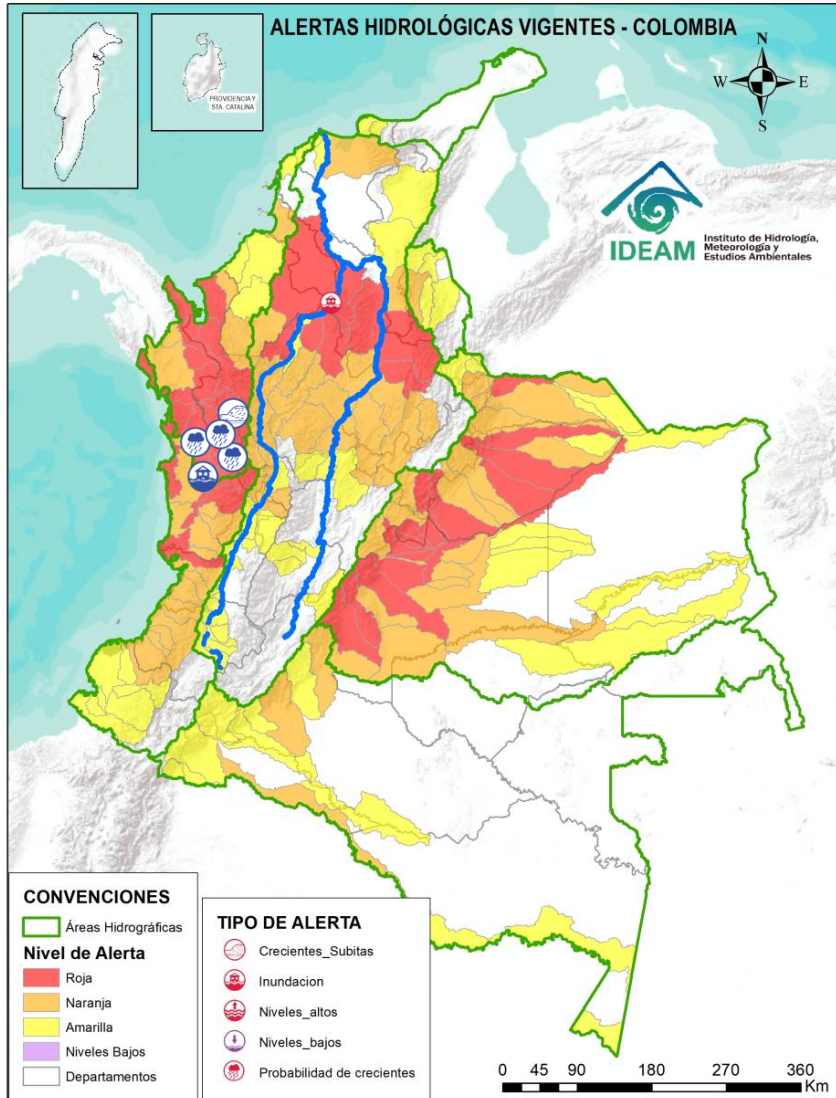 ALERTAS HIDROLÓGICAS VIGENTES - COLOMBIA
PROVIDENCIA Y
STA. CATALINA
N
W
E
S
IDEAM
Instituto de Hidrología,
Meteorología y
Estudios Ambientales
CONVENCIONES
Áreas Hidrográficas
Nivel de Alerta
Roja
Naranja
Amarilla
Niveles Bajos
Departamentos
TIPO DE ALERTA
Crecientes_Subitas
Inundacion
Niveles_altos
Niveles_bajos
Probabilidad de crecientes
0 45 90 180 270 360
Km